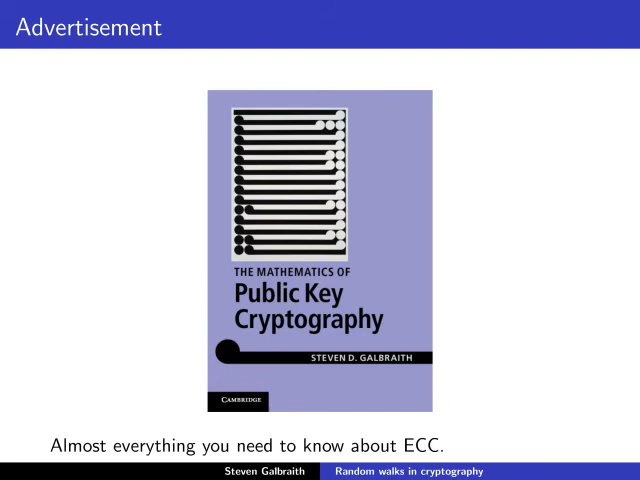 Advertisement
THE MATHEMATICS OF
Public Key
Cryptography
STEVEN D. GALBRAITH
CAMBRIDGE
Almost everything you need to know about ECC.
Steven Galbraith Random walks in cryptography